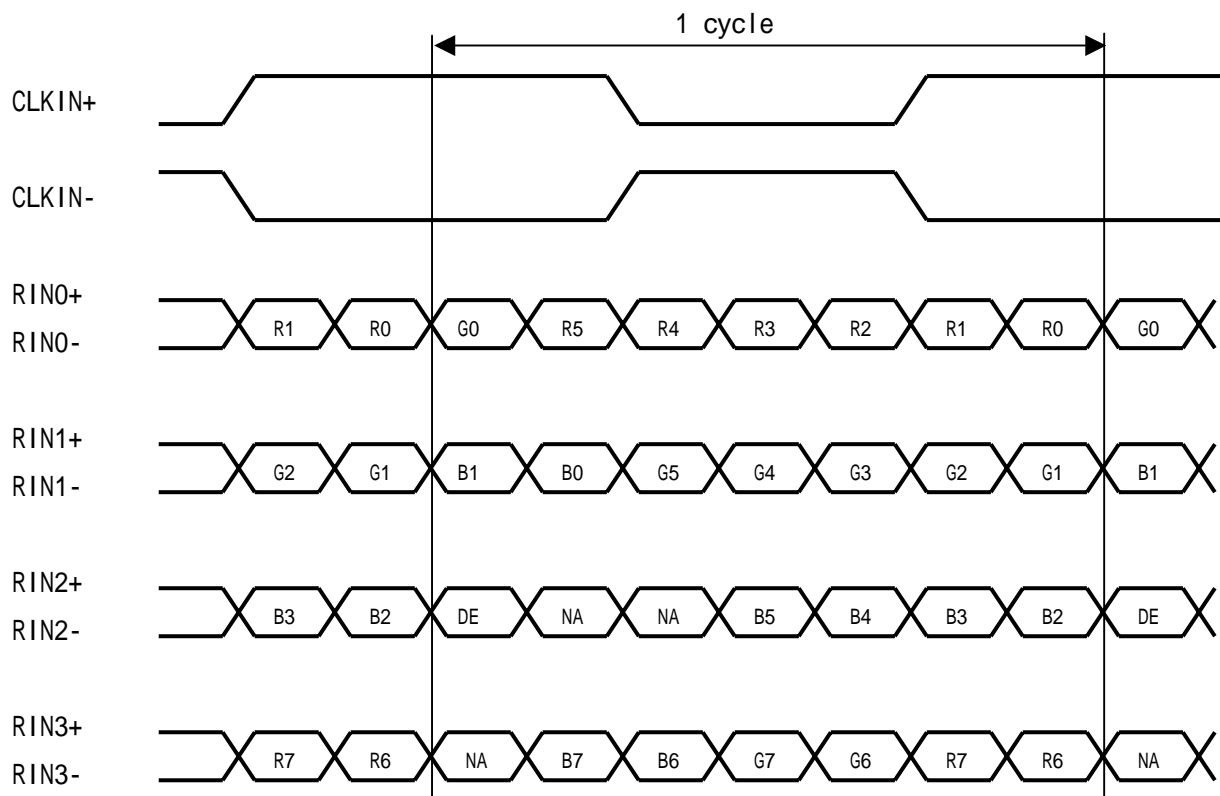 1 cycle
CLKIN+
CLKIN-
RIN0+
R1 R0 G0 R5 R4 R3 R2 R1 R0 G0
RIN0-
RIN1+
G2 G1 B1 B0 G5 G4 G3 G2 G1 B1
RIN1-
RIN2+
B3 B2 DE NA NA B5 B4 B3 B2 DE
RIN2-
RIN3+
R7 R6 NA B7 B6 G7 G6 R7 R6 NA
RIN3-